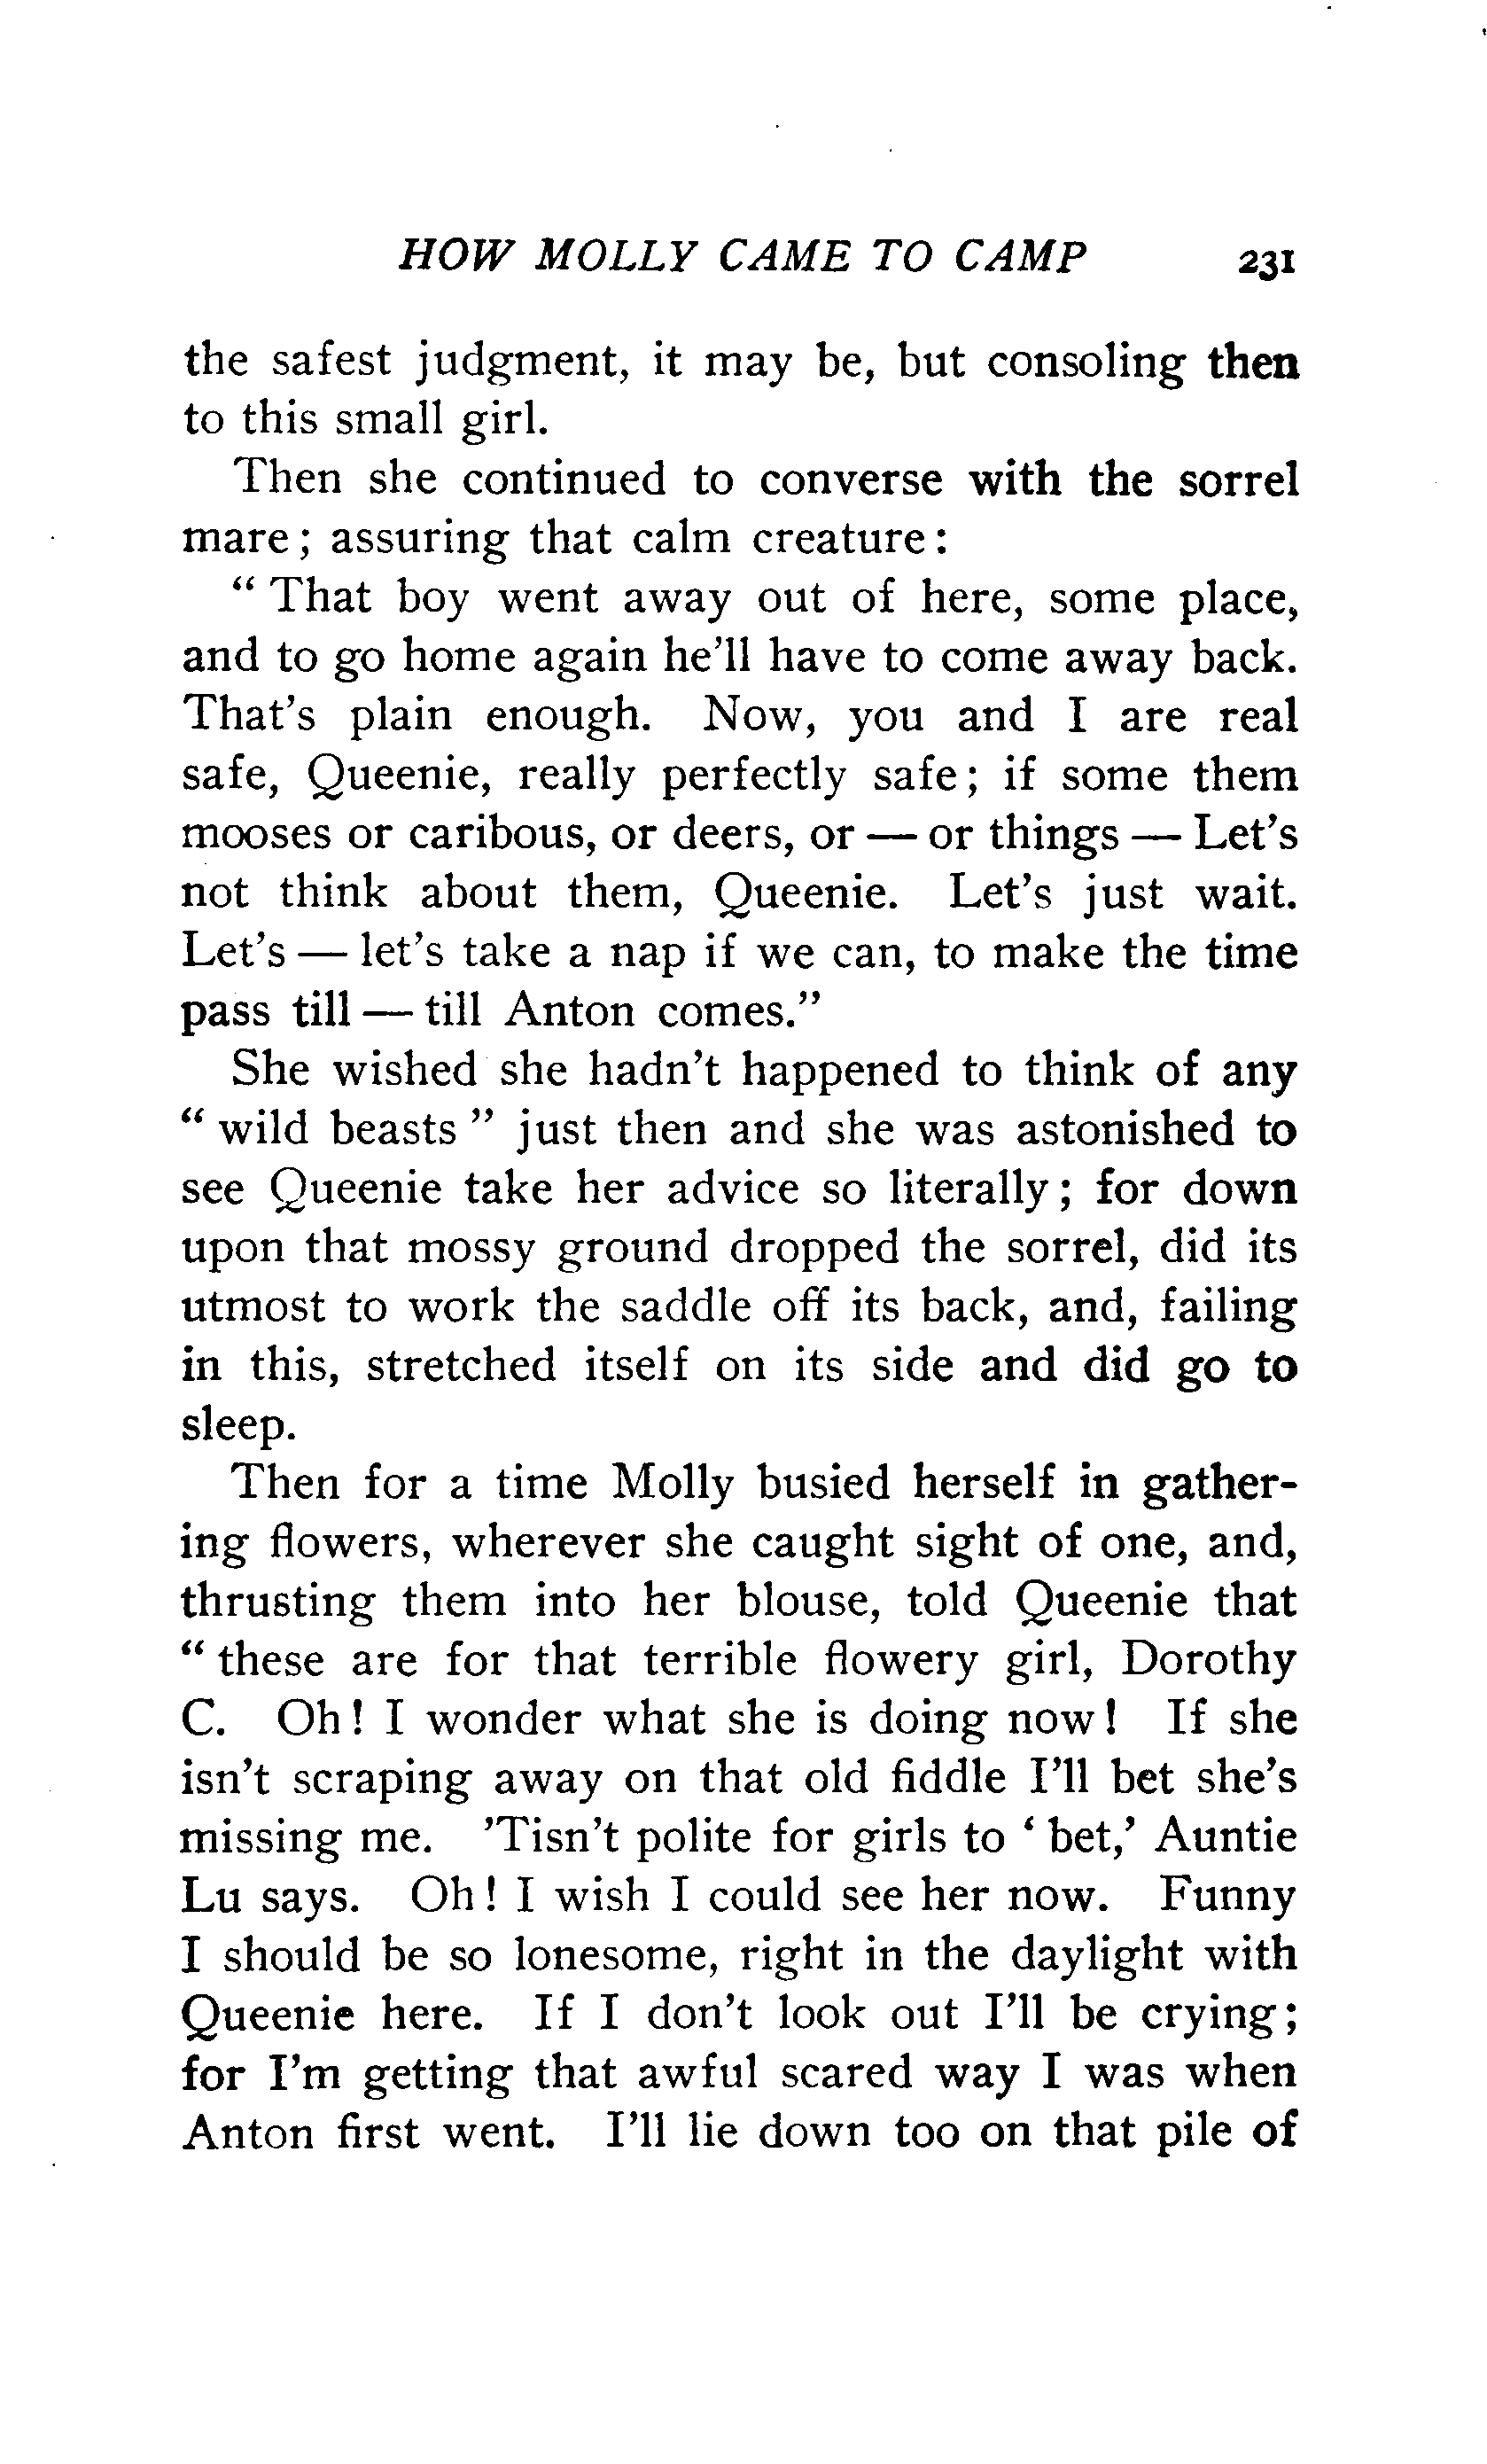 HOW MOLLY CAME TO CAMP 231
the safest judgment, it may be, but consoling then
to this small girl.
Then she continued to converse with the sorrel
mare; assuring that calm creature:
" That boy went away out of here, some place,
and to go home again he'll have to come away back.
That's plain enough. Now, you and I are real
safe, Queenie, really perfectly safe; if some them
mooses or caribous, or deers, or — or things — Let's
not think about them, Queenie. Let's just wait.
Let's — let's take a nap if we can, to make the time
pass till — till Anton comes."
She wished she hadn't happened to think of any
" wild beasts " just then and she was astonished to
see Queenie take her advice so literally; for down
upon that mossy ground dropped the sorrel, did its
utmost to work the saddle off its back, and, failing
in this, stretched itself on its side and did go to
sleep.
Then for a time Molly busied herself in gather-
ing flowers, wherever she caught sight of one, and,
thrusting them into her blouse, told Queenie that
" these are for that terrible flowery girl, Dorothy
C. Oh! I wonder what she is doing now! If she
isn't scraping away on that old fiddle I'll bet she's
missing me. 'Tisn't polite for girls to ' bet,' Auntie
Lu says. Oh! I wish I could see her now. Funny
I should be so lonesome, right in the daylight with
Queenie here. If I don't look out I'll be crying;
for I'm getting that awful scared way I was when
Anton first went. I'll lie down too on that pile of